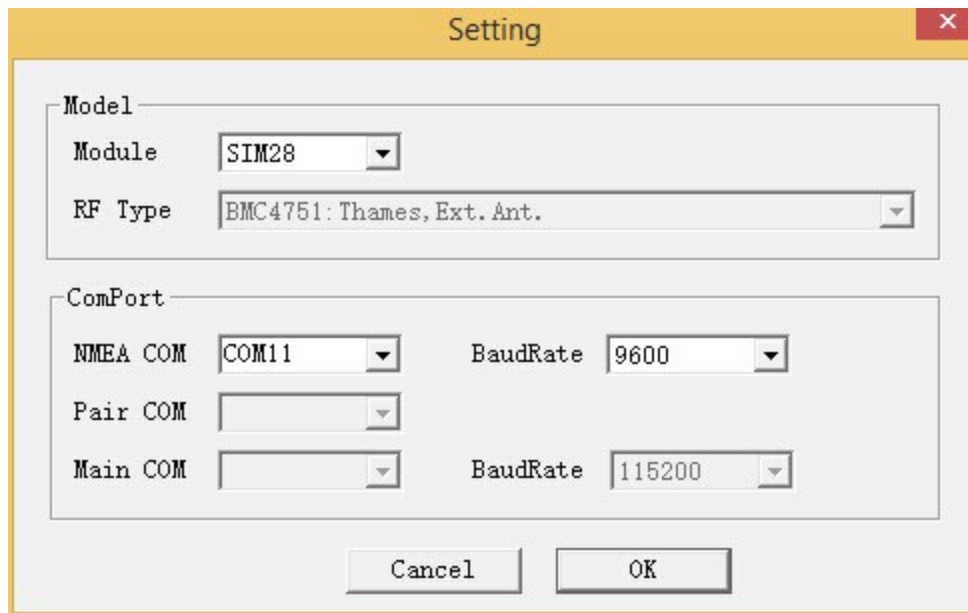 Setting
Model
Module SIM28
RF Type BMC4751:Thames,Ext.Ant.
ComPort
NMEA COM COM11 BaudRate 9600
Pair COM
Main COM BaudRate 115200
Cancel OK